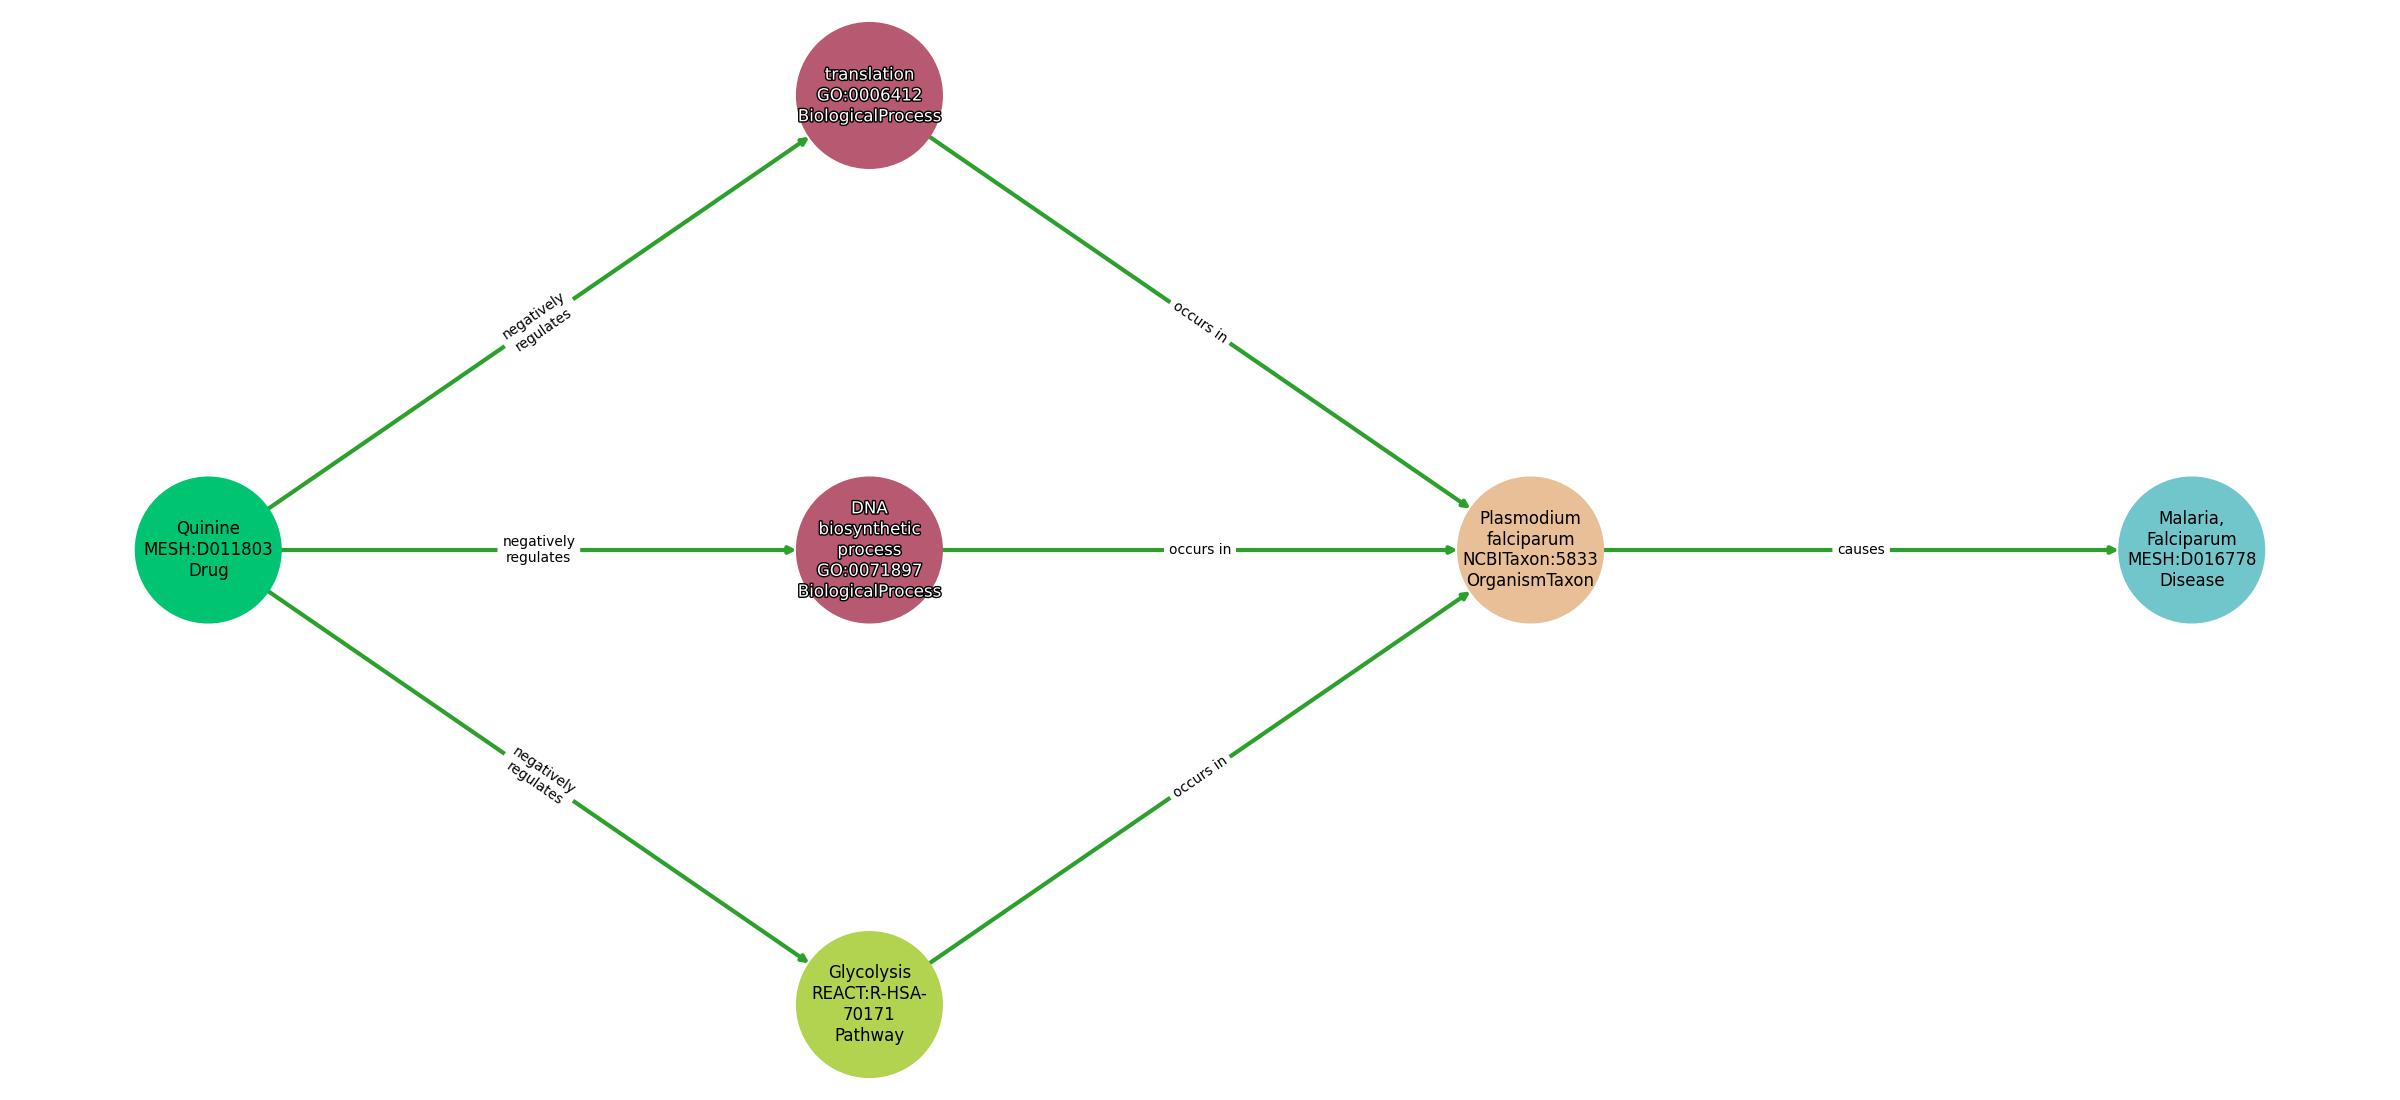 translation
GO:0006412
BiologicalProcess
negatively
regulates
occurs in
Quinine
MESH:D011803
Drug
negatively
regulates
DNA
biosynthetic
process
GO:0071897
BiologicalProcess
occurs in
Plasmodium
falciparum
NCBITaxon:5833
OrganismTaxon
causes
Malaria,
Falciparum
MESH:D016778
Disease
negatively
regulates
occurs in
Glycolysis
REACT:R-HSA-
70171
Pathway